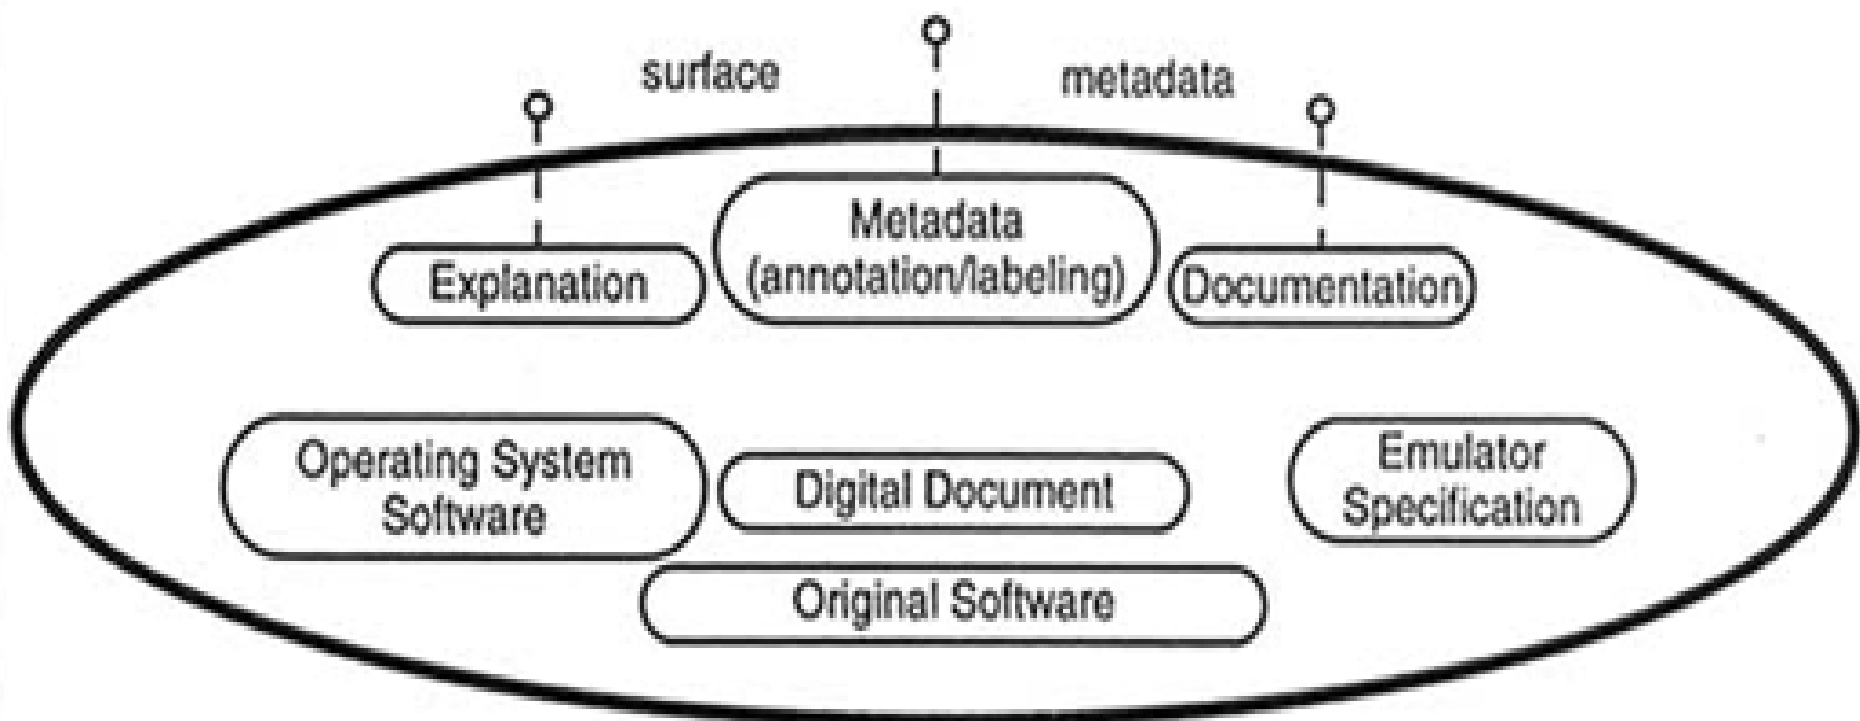 surface
metadata
Metadata
(annotation/labeling)
Explanation
Documentation
Operating System
Software
Digital Document
Emulator
Specification
Original Software